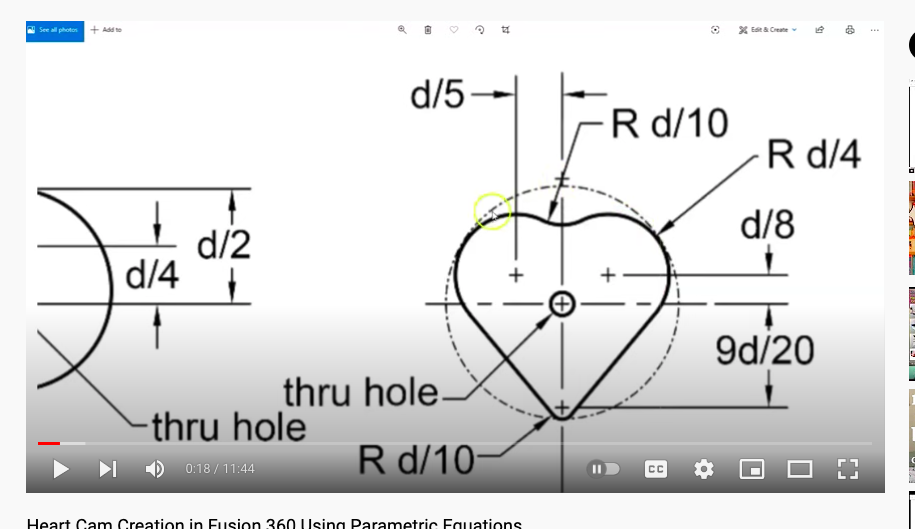 See all photos
Add to
Edit & Create
d/5
R d/10
R d/4
d/8
d/2
d/4
9d/20
thru hole
thru hole
R d/10
0:18 / 11:44
CC
Heart Cam Creation in Fusion 360 Using Parametric Equations